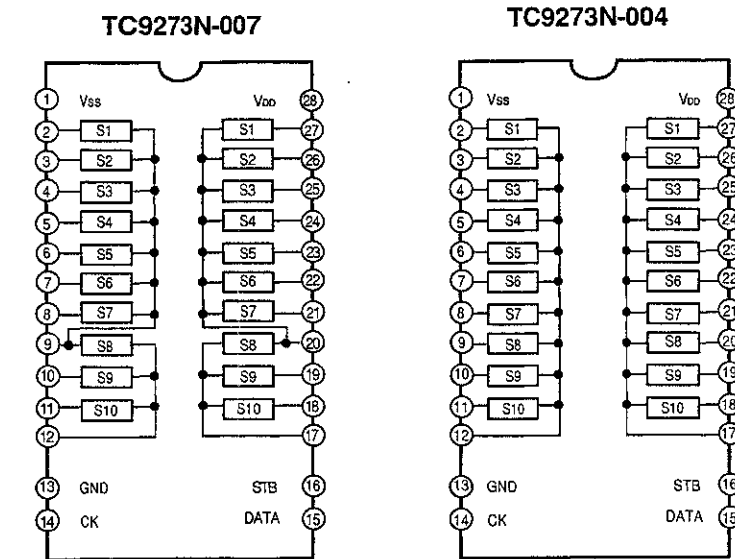 TC9273N-007
1 Vss VDD 28
2 S1 S1 27
3 S2 S2 26
4 S3 S3 25
5 S4 S4 24
6 S5 S5 23
7 S6 S6 22
8 S7 S7 21
9 S8 S8 20
10 S9 S9 19
11 S10 S10 18
12 17
13 GND STB 16
14 CK DATA 15
TC9273N-004
1 Vss VDD 28
2 S1 S1 27
3 S2 S2 26
4 S3 S3 25
5 S4 S4 24
6 S5 S5 23
7 S6 S6 22
8 S7 S7 21
9 S8 S8 20
10 S9 S9 19
11 S10 S10 18
12 17
13 GND STB 16
14 CK DATA 15